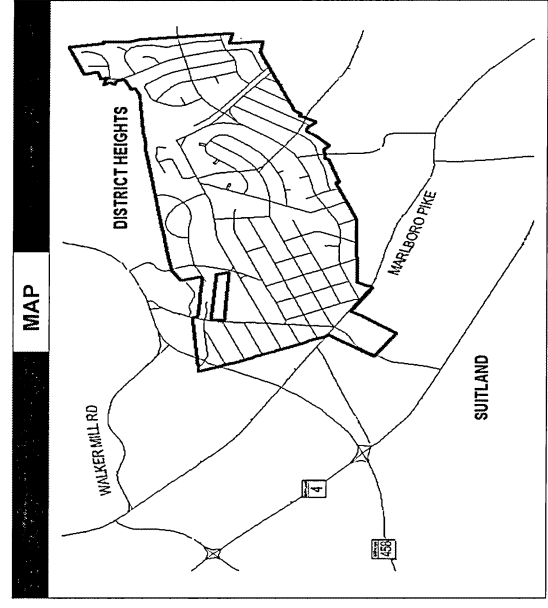 MAP
DISTRICT HEIGHTS
WALKER MILL RD
MARLBORO PIKE
SUITLAND
4
458